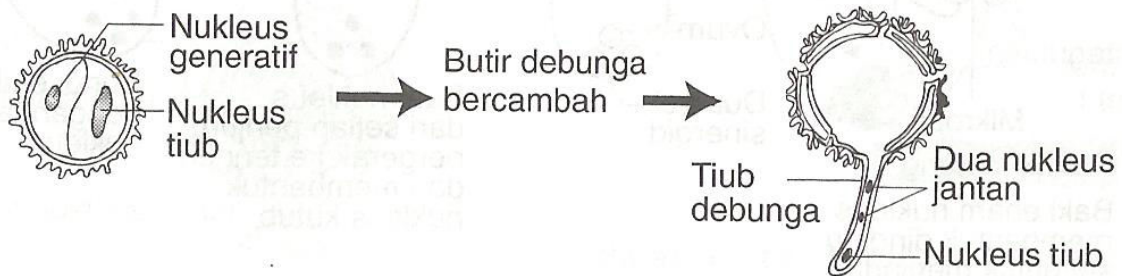 Nukleus
generatif
Nukleus
tiub
Butir debunga
bercambah
Tiub
debunga
Dua nukleus
jantan
Nukleus tiub